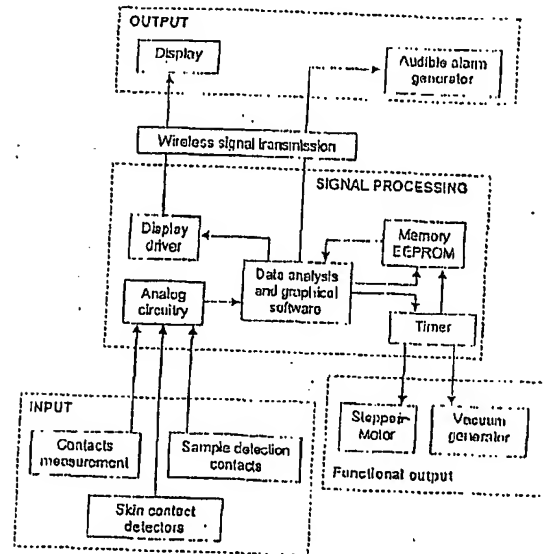 OUTPUT
Display
Audible alarm
generator
Wireless signal transmission
SIGNAL PROCESSING
Display
driver
Memory
EEPROM
Data analysis
and graphical
software
Analog
circuitry
Timer
INPUT
Stepper
Motor
Vacuum
generator
Contacts
measurement
Sample detection
contacts
Functional output
Skin contact
detectors